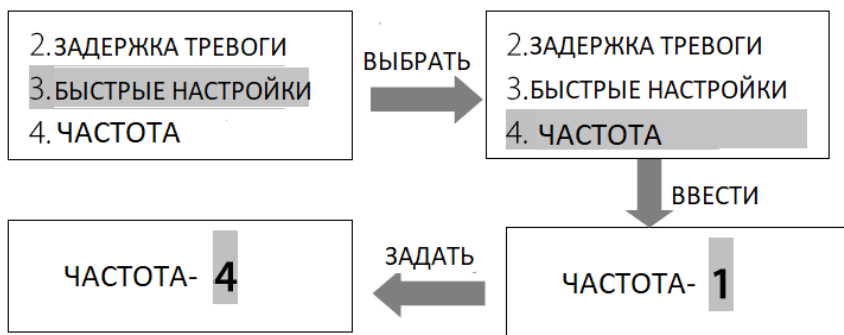 2.ЗАДЕРЖКА ТРЕВОГИ
3.БЫСТРЫЕ НАСТРОЙКИ
4.ЧАСТОТА
ВЫБРАТЬ
2.ЗАДЕРЖКА ТРЕВОГИ
3.БЫСТРЫЕ НАСТРОЙКИ
4. ЧАСТОТА
ВВЕСТИ
ЧАСТОТА- 1
ЗАДАТЬ
ЧАСТОТА- 4